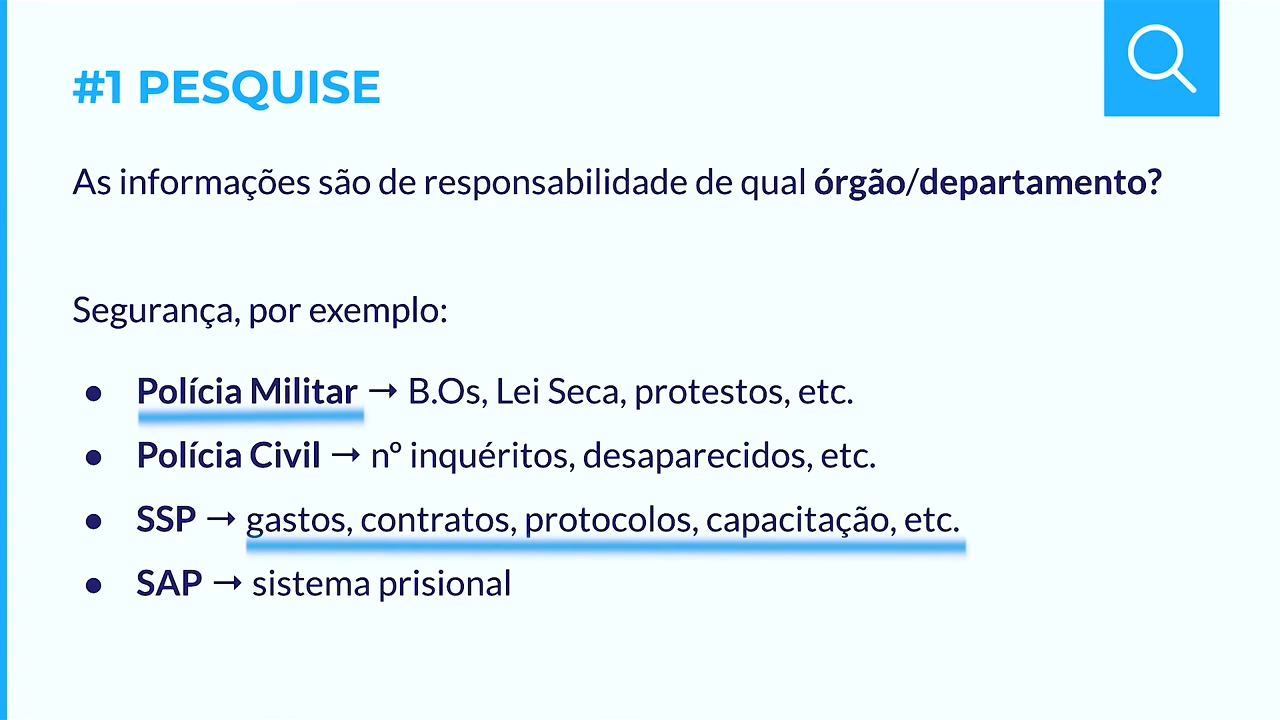 #1 PESQUISE
As informações são de responsabilidade de qual órgão/departamento?
Segurança, por exemplo:
● Polícia Militar → B.Os, Lei Seca, protestos, etc.
● Polícia Civil → nº inquéritos, desaparecidos, etc.
● SSP → gastos, contratos, protocolos, capacitação, etc.
● SAP → sistema prisional